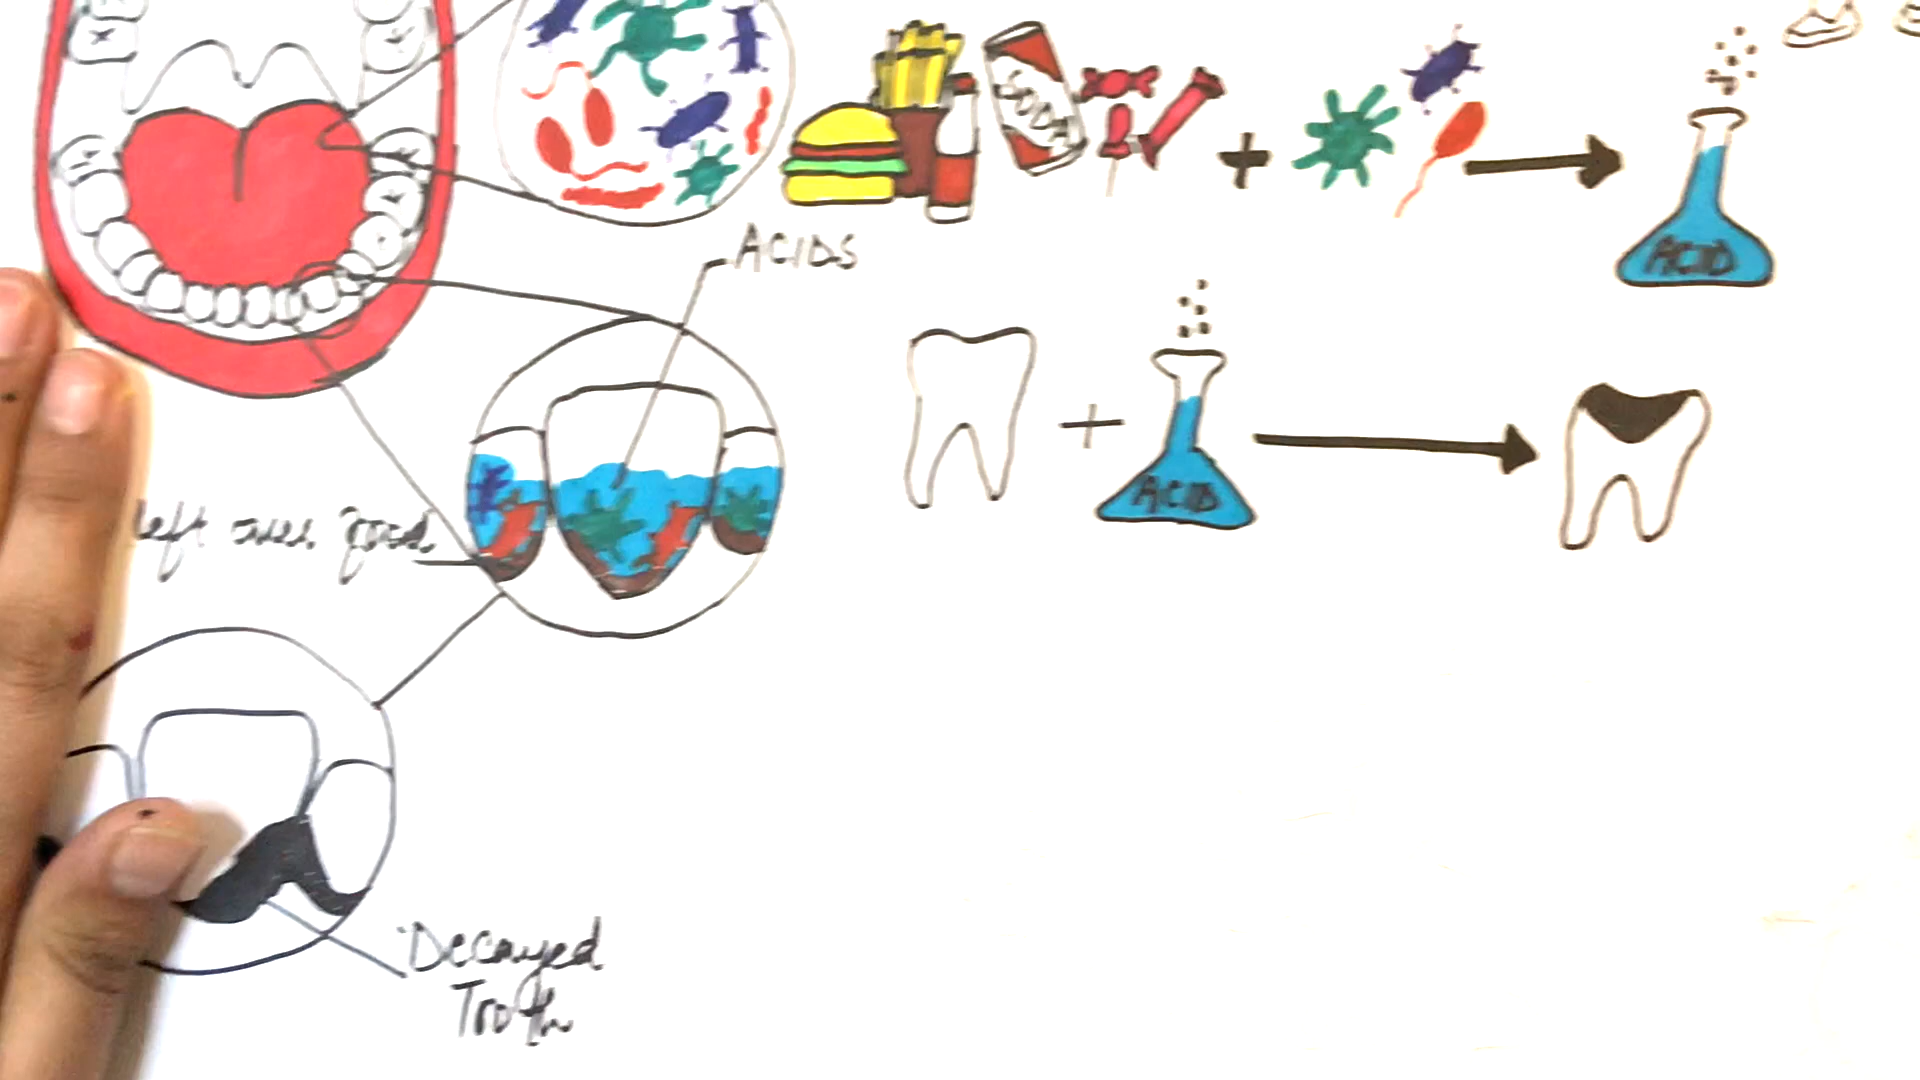 SODA
ACID
ACIDS
ACID
left over food
Decayed
Tooth